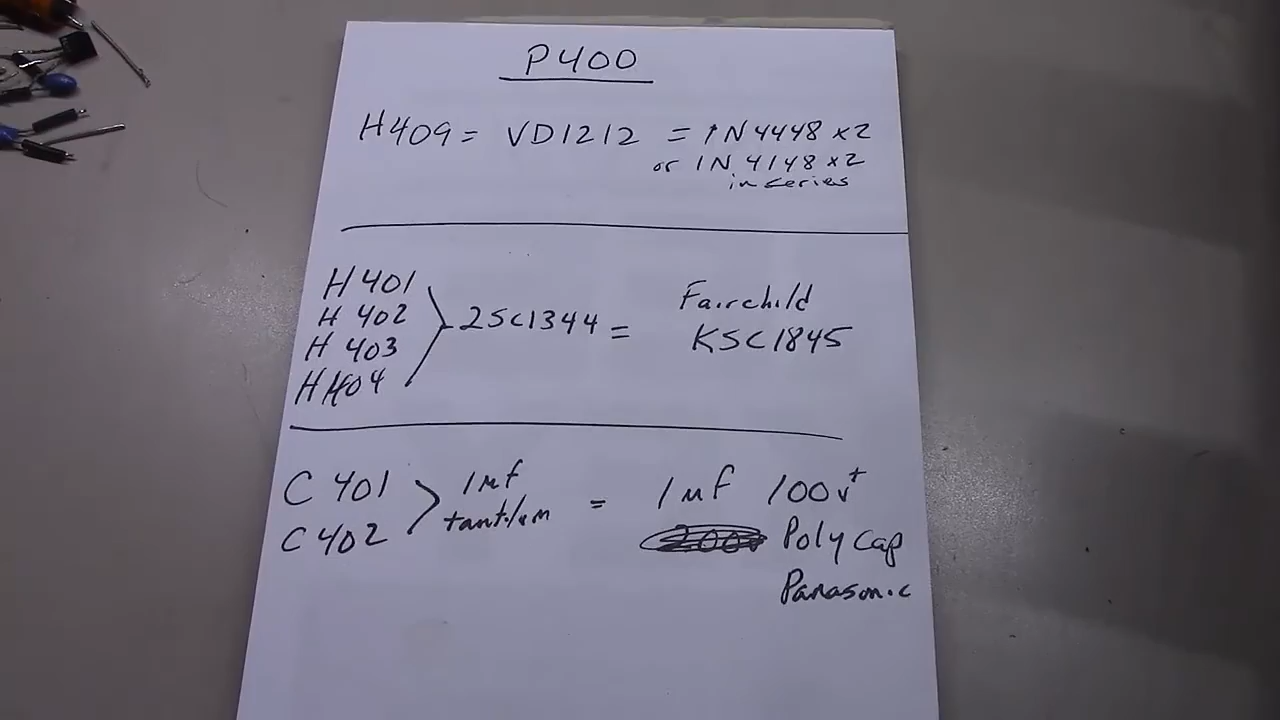 P400
H409 = VD1212 = 1N4448 x2
or 1N4148 x2
in series
H401
H402
H403
H404
2SC1344 =
Fairchild
KSC1845
C401
C402
1mf
tantilum
=
1mf 100v+
Poly cap
Panasonic